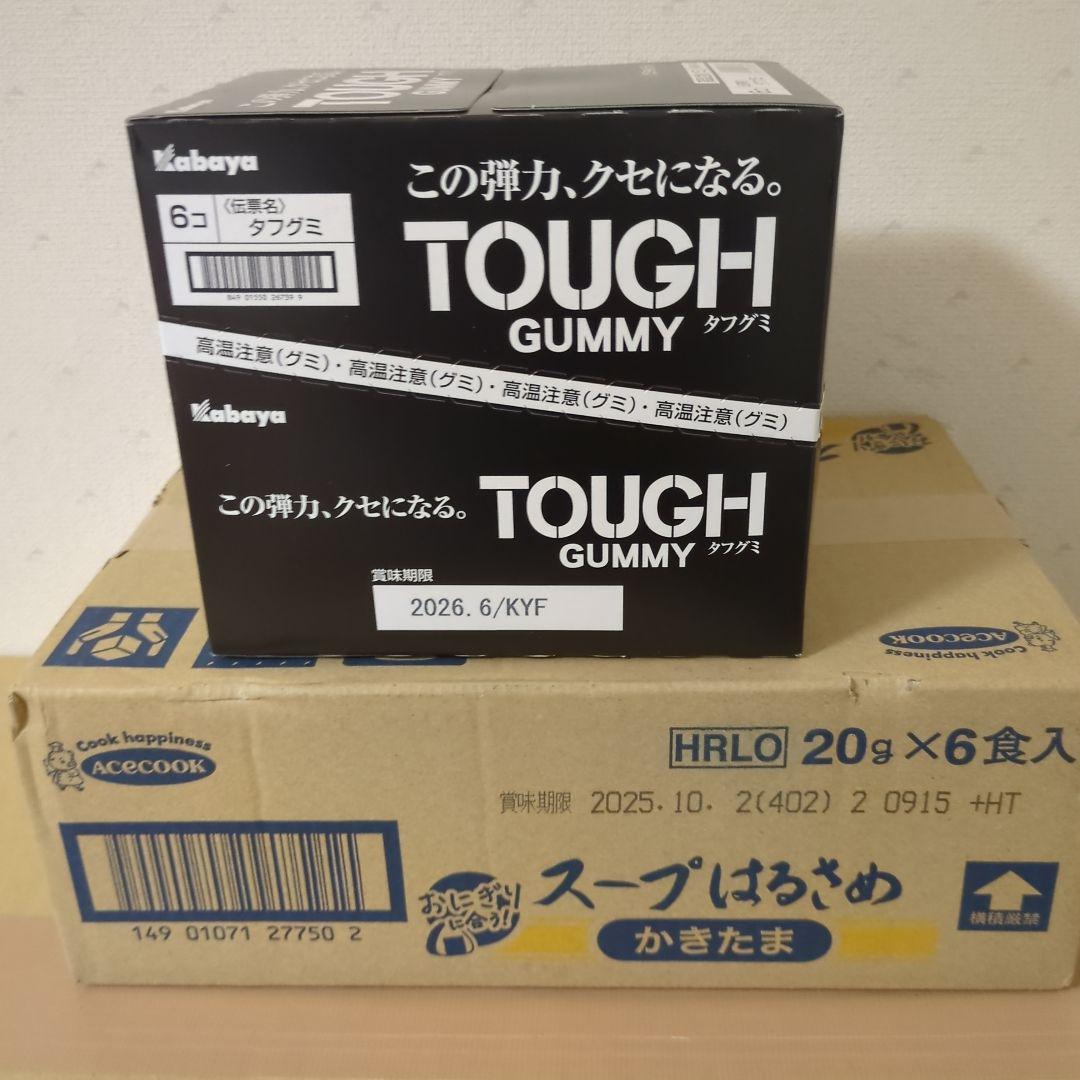 TOUGH
GUMMY
Kabaya
この弾力、クセになる。
6コ
〈伝票名〉
タフグミ
849 01550 26759 9
TOUGH
GUMMY タフグミ
高温注意(グミ)・高温注意(グミ)・高温注意(グミ)・高温注意(グミ)
Kabaya
この弾力、クセになる。
TOUGH
GUMMY タフグミ
賞味期限
2026. 6/KYF
Cook happiness
ACECOOK
Cook happiness
ACECOOK
HRLO 20g×6食入
賞味期限 2025.10. 2(402) 2 0915 +HT
149 01071 27750 2
おにぎり
に合う!
スープはるさめ
かきたま
横積厳禁